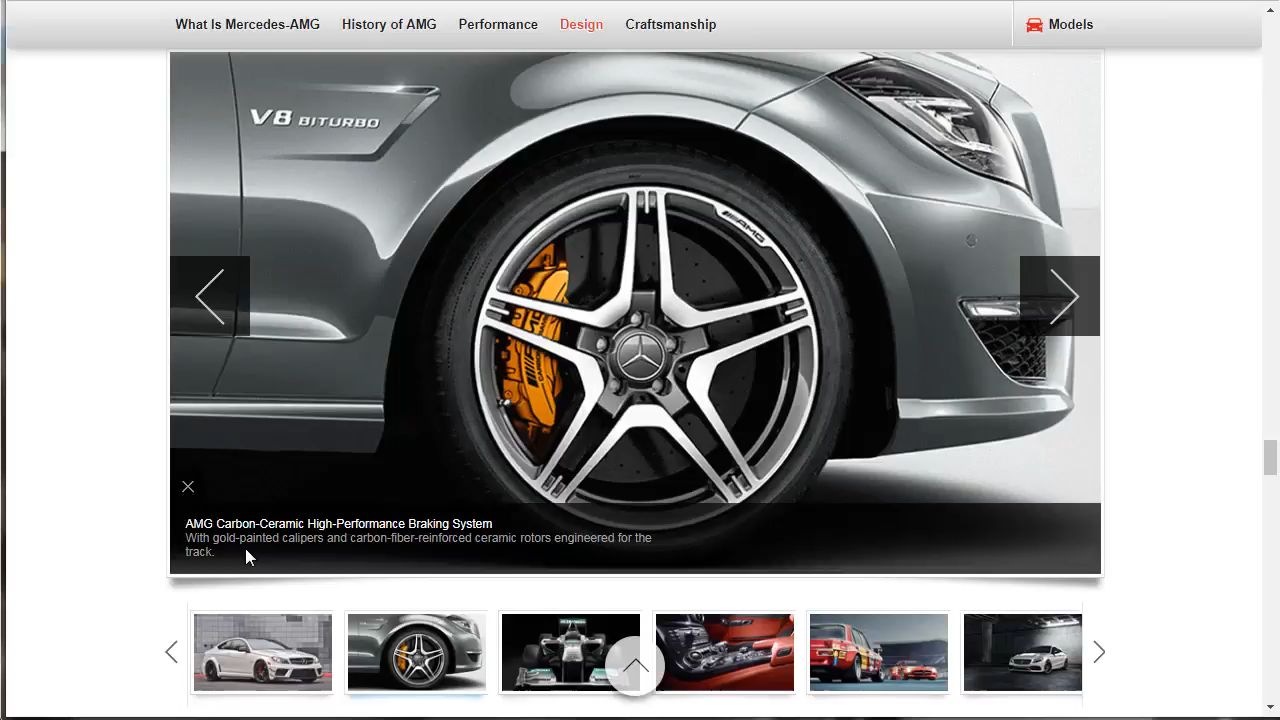 What Is Mercedes-AMG
History of AMG
Performance
Design
Craftsmanship
Models
V8 BITURBO
AMG
AMG Carbon-Ceramic High-Performance Braking System
With gold-painted calipers and carbon-fiber-reinforced ceramic rotors engineered for the
track.